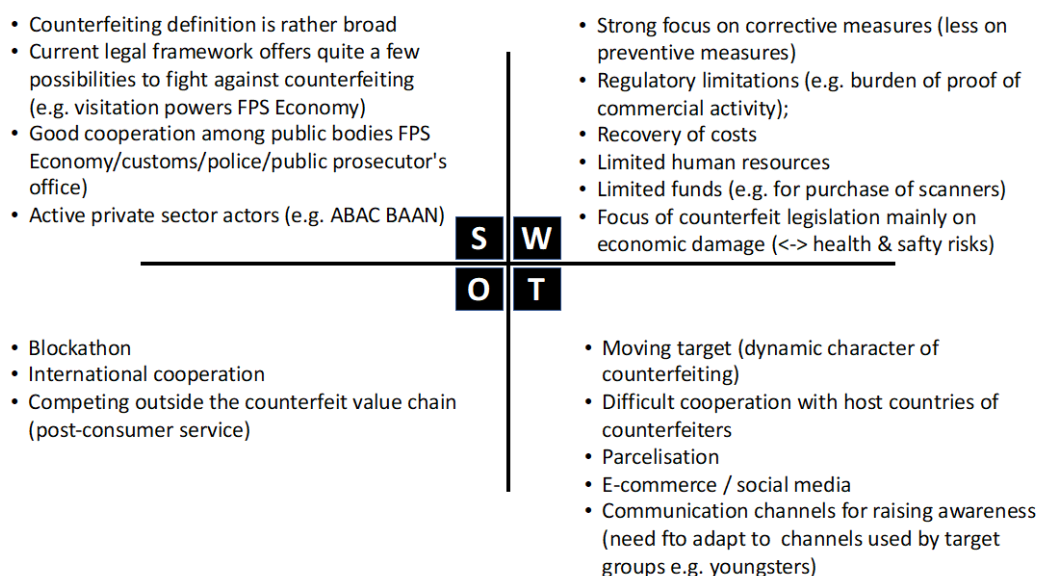 • Counterfeiting definition is rather broad
• Current legal framework offers quite a few
possibilities to fight against counterfeiting
(e.g. visitation powers FPS Economy)
• Good cooperation among public bodies FPS
Economy/customs/police/public prosecutor's
office)
• Active private sector actors (e.g. ABAC BAAN)
• Strong focus on corrective measures (less on
preventive measures)
• Regulatory limitations (e.g. burden of proof of
commercial activity);
• Recovery of costs
• Limited human resources
• Limited funds (e.g. for purchase of scanners)
• Focus of counterfeit legislation mainly on
economic damage (<-> health & safty risks)
S W
O T
• Blockathon
• International cooperation
• Competing outside the counterfeit value chain
(post-consumer service)
• Moving target (dynamic character of
counterfeiting)
• Difficult cooperation with host countries of
counterfeiters
• Parcelisation
• E-commerce / social media
• Communication channels for raising awareness
(need fto adapt to channels used by target
groups e.g. youngsters)